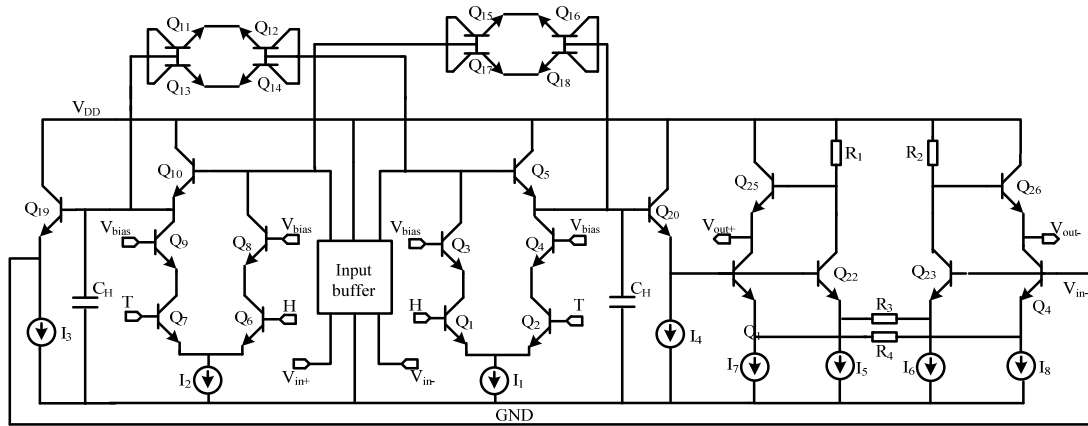 Q15 Q16
Q11 Q12
Q17 Q18
Q13 Q14
VDD
Q10 Q5 R1 R2
Q19 Q25 Q26
Q20
Vbias Vbias Vbias Vbias
Q9 Q8 Q3 Q4 Vout+ Vout-
Input
buffer
Q22 Q23
CH T H H T CH Vin-
Q7 Q6 Q1 Q2 Q4
I3 I4 R3
Q1
R4
I2 Vin+ Vin- I1 I7 I5 I6 I8
GND